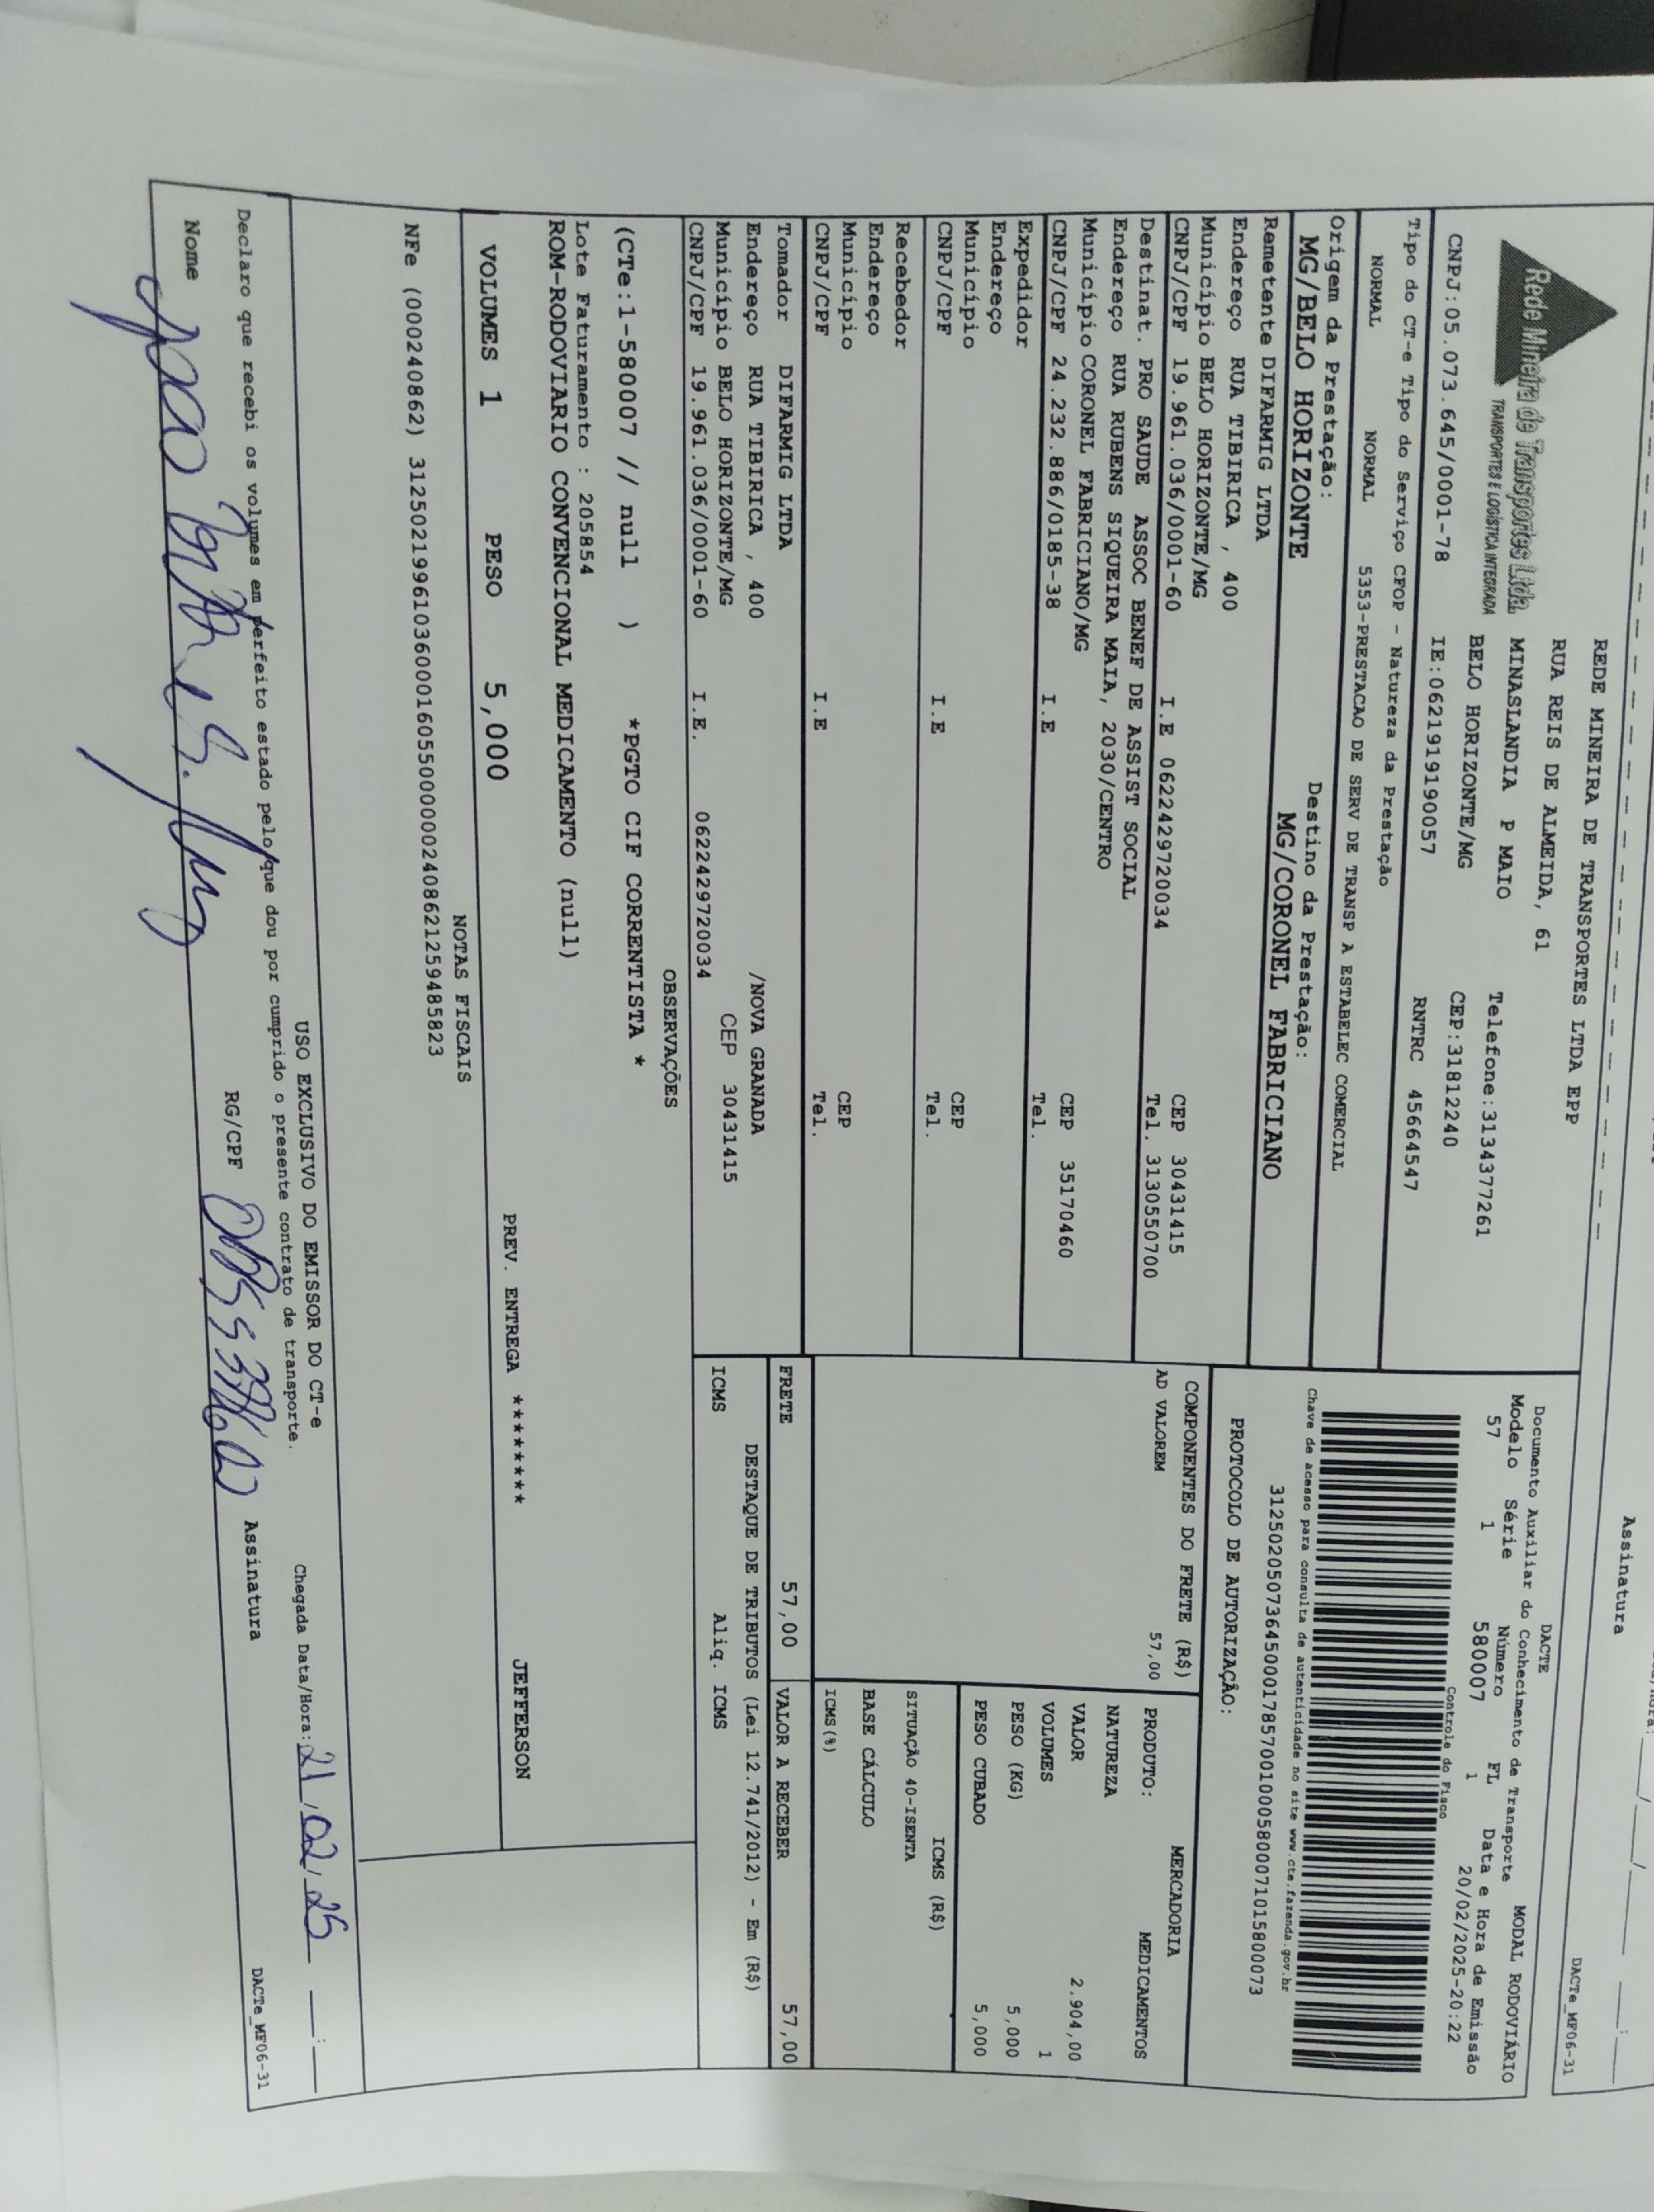 Assinatura
DACTe_MF06-31
Rede Mineira de Transportes Ltda.
TRANSPORTES E LOGÍSTICA INTEGRADA
REDE MINEIRA DE TRANSPORTES LTDA EPP
RUA REIS DE ALMEIDA, 61
MINASLANDIA P MAIO Telefone:3134377261
BELO HORIZONTE/MG CEP:31812240
CNPJ:05.073.645/0001-78 IE:0621919190057 RNTRC 45664547
DACTE
Documento Auxiliar do Conhecimento de Transporte MODAL RODOVIÁRIO
Modelo Série Número FL Data e Hora de Emissão
57 1 580007 1 20/02/2025-20:22
Controle do Fisco
Chave de acesso para consulta de autenticidade no site www.cte.fazenda.gov.br
31250205073645000178570010005800071015800073
PROTOCOLO DE AUTORIZAÇÃO:
Tipo do CT-e Tipo do Serviço CFOP - Natureza da Prestação
NORMAL NORMAL 5353-PRESTACAO DE SERV DE TRANSP A ESTABELEC COMERCIAL
Origem da Prestação: Destino da Prestação:
MG/BELO HORIZONTE MG/CORONEL FABRICIANO
Remetente DIFARMIG LTDA
Endereço RUA TIBIRICA , 400
Município BELO HORIZONTE/MG CEP 30431415
CNPJ/CPF 19.961.036/0001-60 I.E 0622429720034 Tel. 3130550700
Destinat. PRO SAUDE ASSOC BENEF DE ASSIST SOCIAL
Endereço RUA RUBENS SIQUEIRA MAIA, 2030/CENTRO
Município CORONEL FABRICIANO/MG CEP 35170460
CNPJ/CPF 24.232.886/0185-38 I.E Tel.
Expedidor
Endereço
Município CEP
CNPJ/CPF I.E Tel.
Recebedor
Endereço
Município CEP
CNPJ/CPF I.E Tel.
Tomador DIFARMIG LTDA
Endereço RUA TIBIRICA , 400 /NOVA GRANADA
Município BELO HORIZONTE/MG CEP 30431415
CNPJ/CPF 19.961.036/0001-60 I.E. 0622429720034
COMPONENTES DO FRETE (R$)
AD VALOREM 57,00
MERCADORIA
PRODUTO: MEDICAMENTOS
NATUREZA
VALOR 2.904,00
VOLUMES 1
PESO (KG) 5,000
PESO CUBADO 5,000
ICMS (R$)
SITUAÇÃO 40-ISENTA
BASE CÁLCULO
ICMS(%)
FRETE 57,00 VALOR A RECEBER 57,00
DESTAQUE DE TRIBUTOS (Lei 12.741/2012) - Em (R$)
ICMS Aliq. ICMS
OBSERVAÇÕES
(CTe:1-580007 // null ) *PGTO CIF CORRENTISTA *
Lote Faturamento : 205854
ROM-RODOVIARIO CONVENCIONAL MEDICAMENTO (null)
VOLUMES 1 PESO 5,000 PREV. ENTREGA ******** JEFFERSON
NOTAS FISCAIS
NFe (000240862) 31250219961036000160550000002408621259485823
USO EXCLUSIVO DO EMISSOR DO CT-e
Declaro que recebi os volumes em perfeito estado pelo que dou por cumprido o presente contrato de transporte. Chegada Data/Hora: 21/02/25 __:__
Nome RG/CPF Assinatura
DACTe_MF06-31